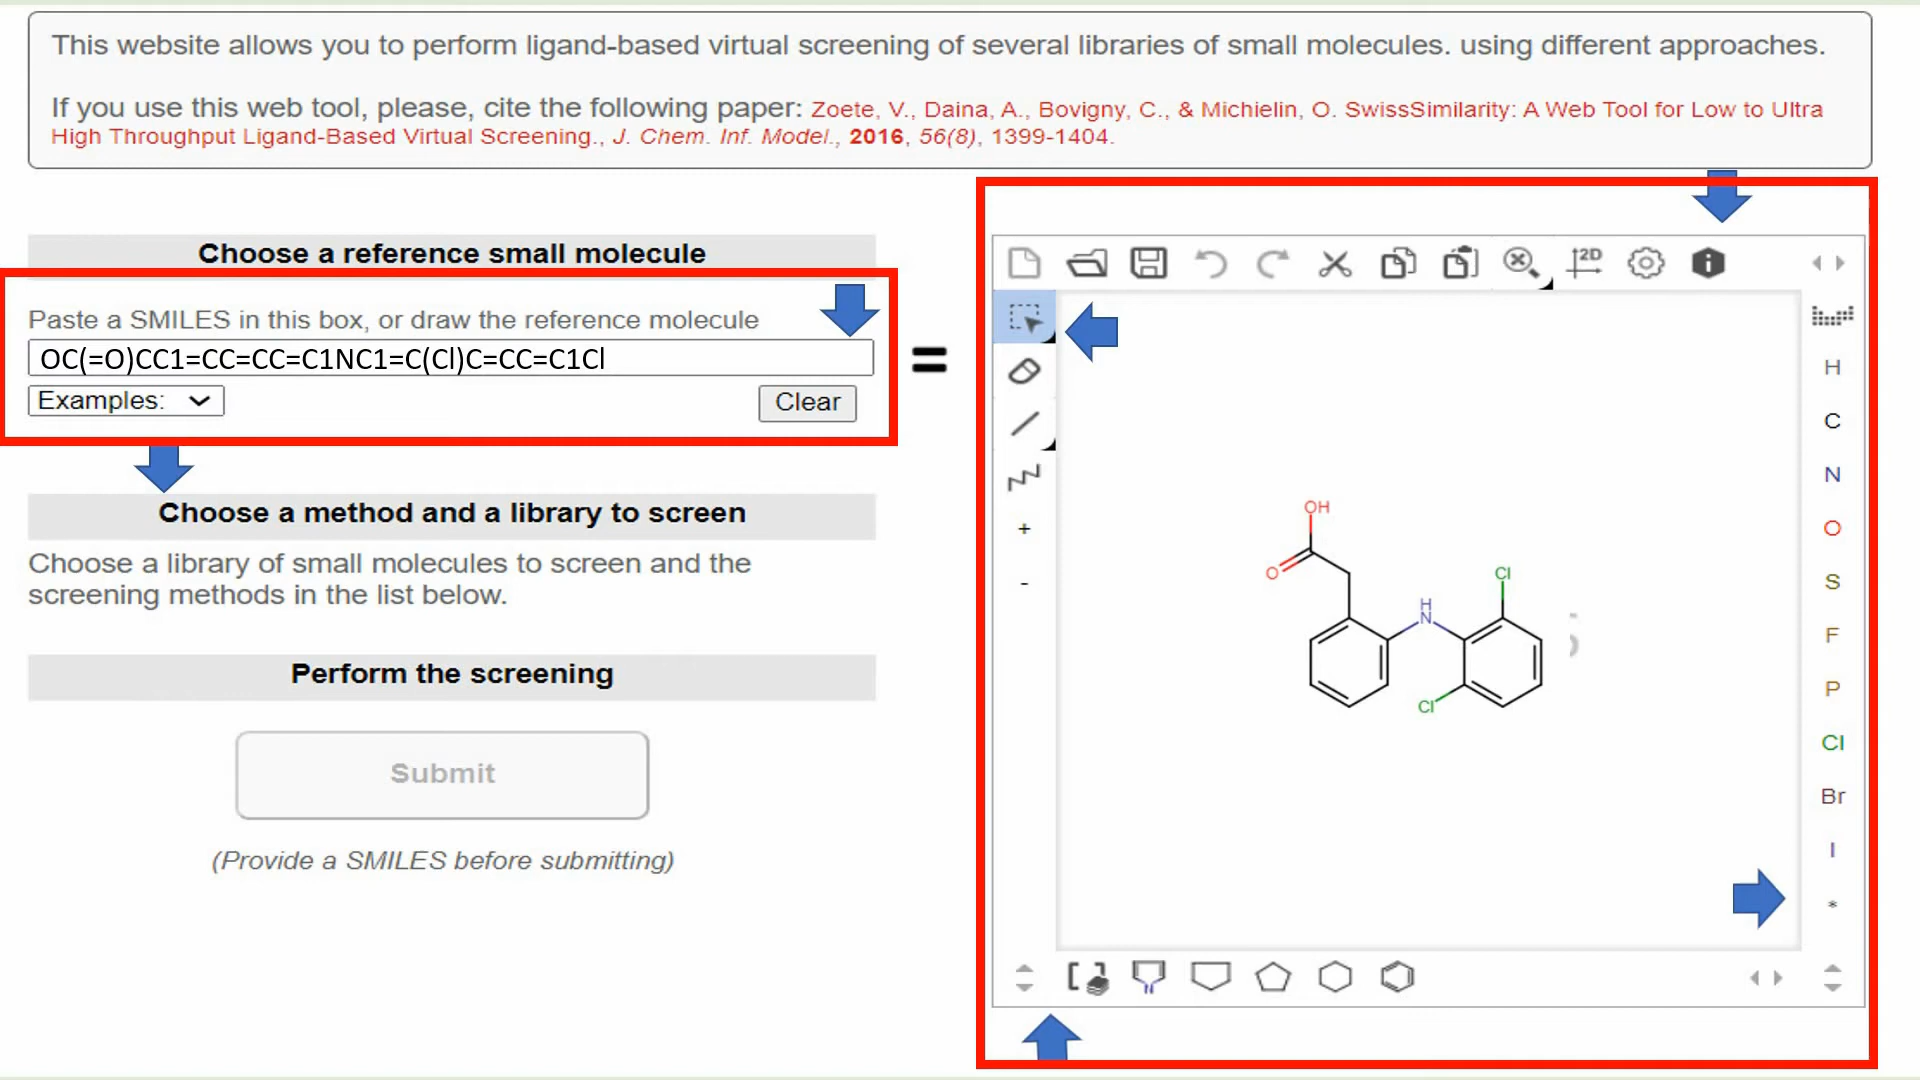 This website allows you to perform ligand-based virtual screening of several libraries of small molecules. using different approaches.
If you use this web tool, please, cite the following paper: Zoete, V., Daina, A., Bovigny, C., & Michielin, O. SwissSimilarity: A Web Tool for Low to Ultra
High Throughput Ligand-Based Virtual Screening., J. Chem. Inf. Model., 2016, 56(8), 1399-1404.
Choose a reference small molecule
Paste a SMILES in this box, or draw the reference molecule
OC(=O)CC1=CC=CC=C1NC1=C(Cl)C=CC=C1Cl
Examples:
Clear
=
Choose a method and a library to screen
Choose a library of small molecules to screen and the
screening methods in the list below.
Perform the screening
Submit
(Provide a SMILES before submitting)
2D
H
C
N
O
S
F
P
Cl
Br
I
*
+
-
OH
O
Cl
H
N
Cl
N